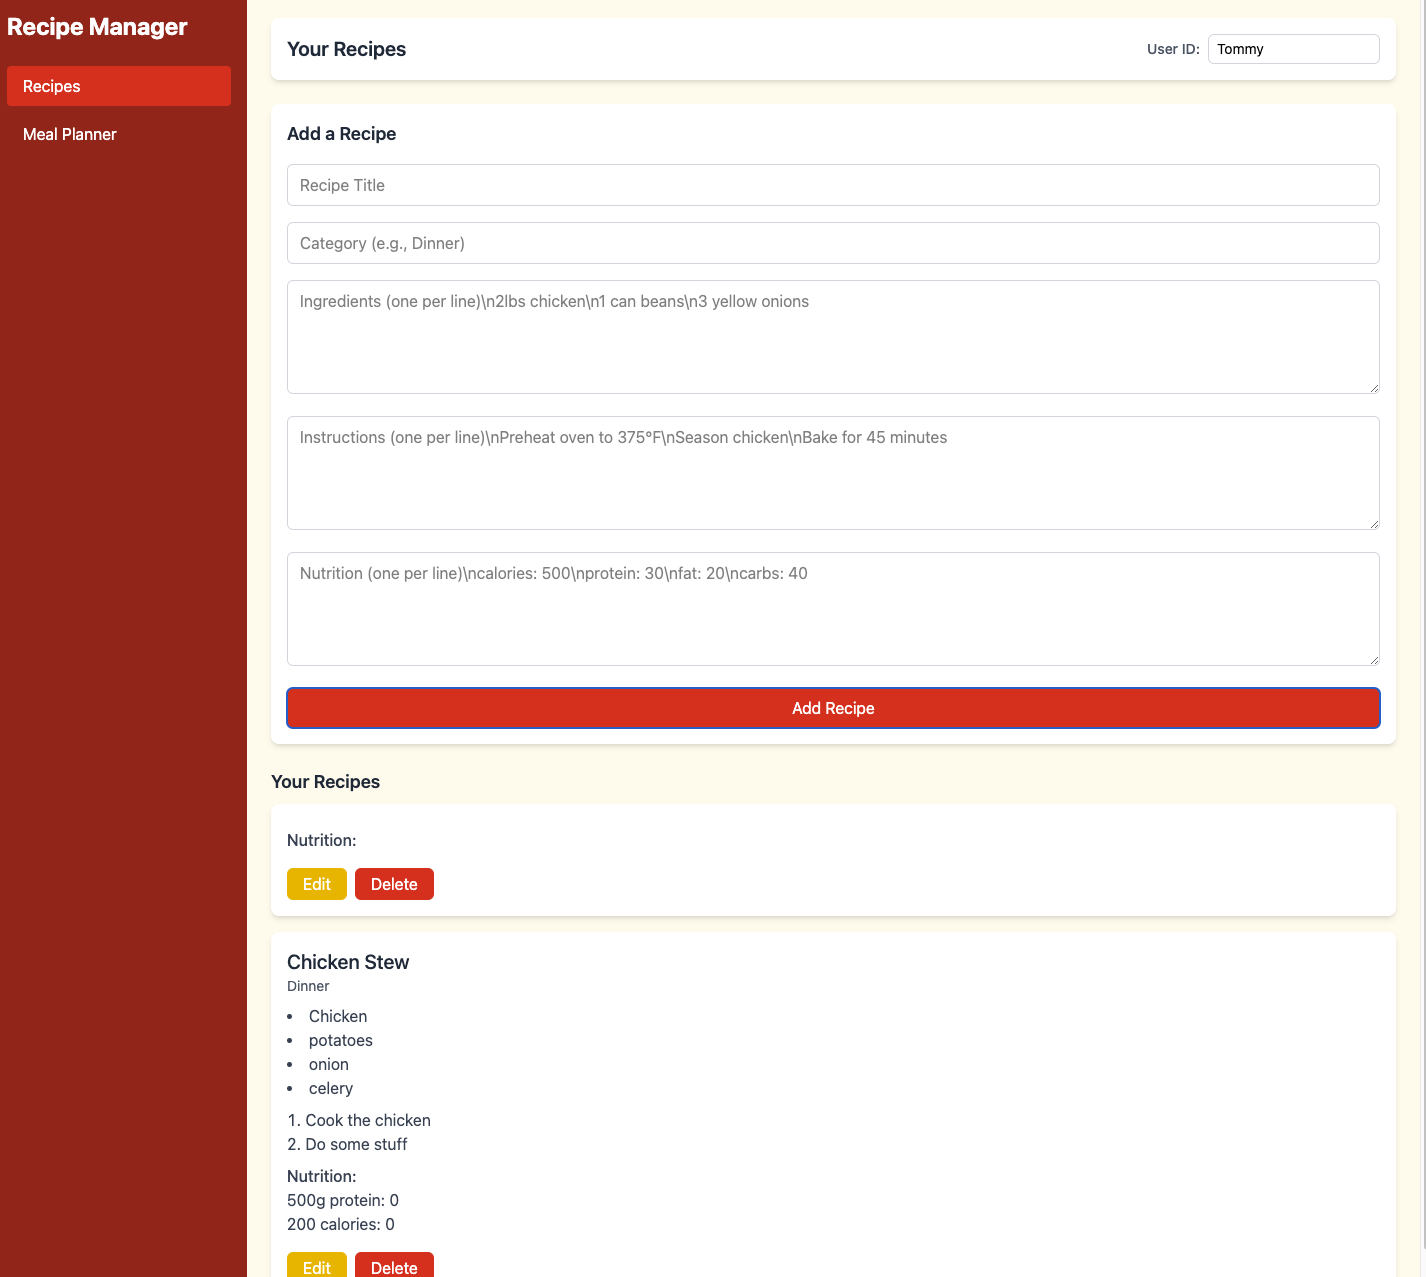 Recipe Manager
Recipes
Meal Planner
Your Recipes
User ID: Tommy
Add a Recipe
Recipe Title
Category (e.g., Dinner)
Ingredients (one per line)\n2lbs chicken\n1 can beans\n3 yellow onions
Instructions (one per line)\nPreheat oven to 375°F\nSeason chicken\nBake for 45 minutes
Nutrition (one per line)\ncalories: 500\nprotein: 30\nfat: 20\ncarbs: 40
Add Recipe
Your Recipes
Nutrition:
Edit Delete
Chicken Stew
Dinner
• Chicken
• potatoes
• onion
• celery
1. Cook the chicken
2. Do some stuff
Nutrition:
500g protein: 0
200 calories: 0
Edit Delete